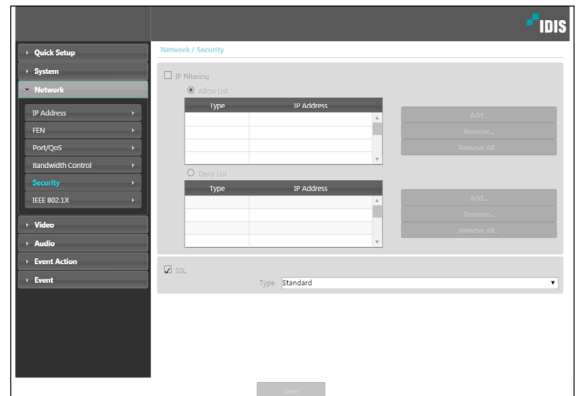 IDIS
Quick Setup
System
Network
IP Address
FEN
Port/QoS
Bandwidth Control
Security
IEEE 802.1X
Video
Audio
Event Action
Event
Network / Security
IP Filtering
Allow List
Type IP Address
Add...
Remove...
Remove All...
Deny List
Type IP Address
Add...
Remove...
Remove All...
SSL
Type Standard
Save